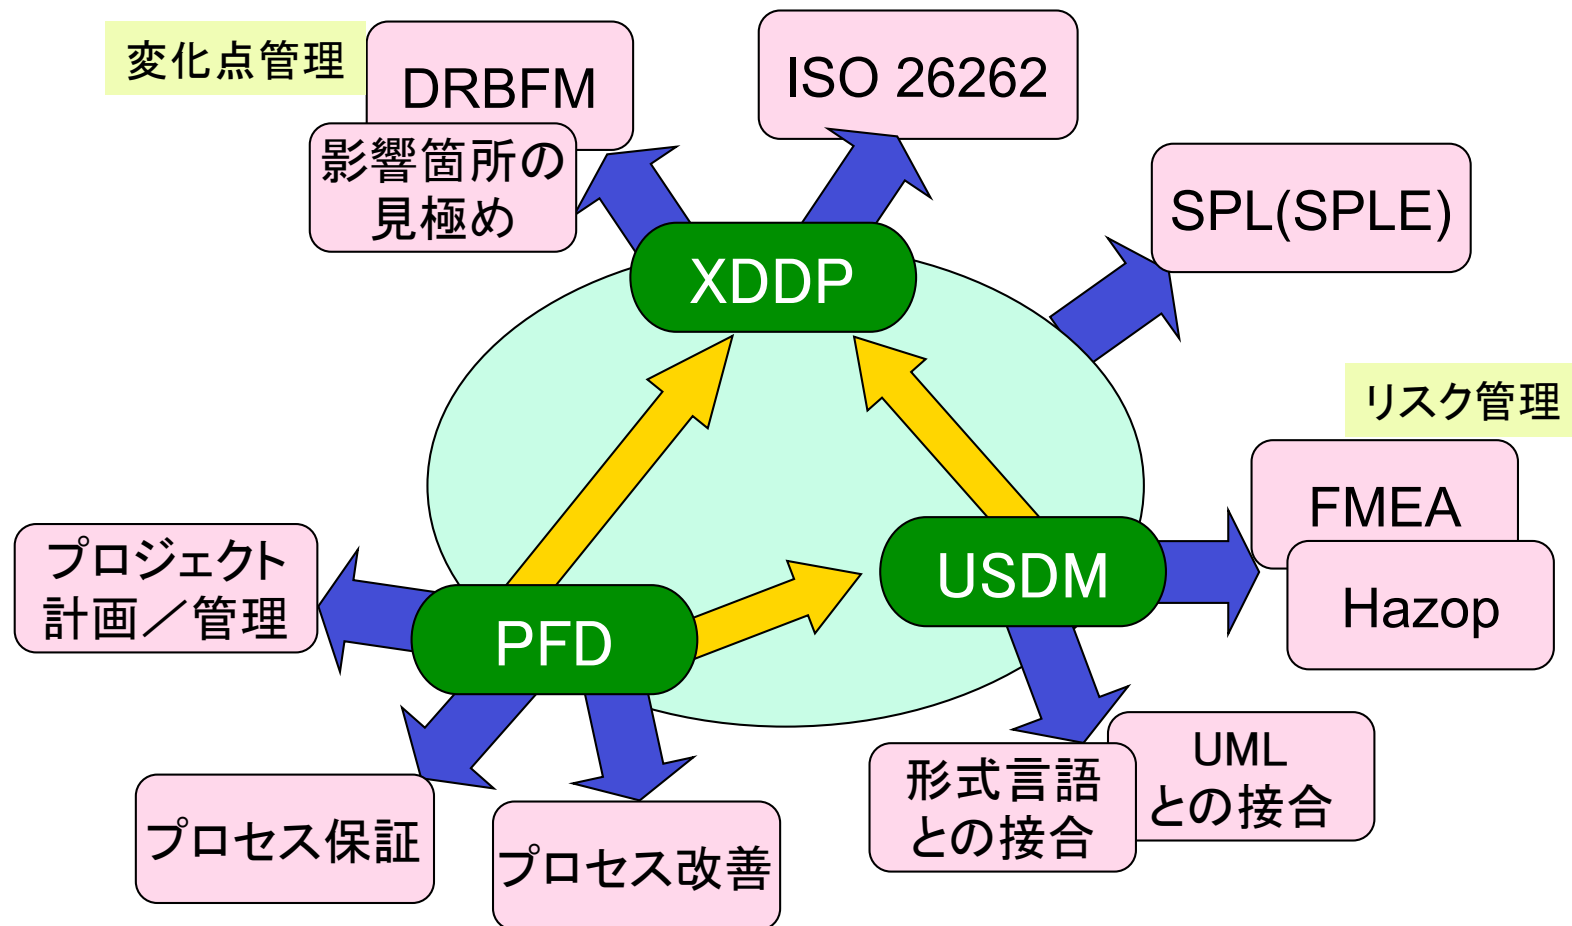 変化点管理
DRBFM
影響箇所の
見極め
ISO 26262
SPL(SPLE)
XDDP
リスク管理
FMEA
Hazop
USDM
プロジェクト
計画／管理
PFD
プロセス保証
プロセス改善
形式言語
との接合
UML
との接合